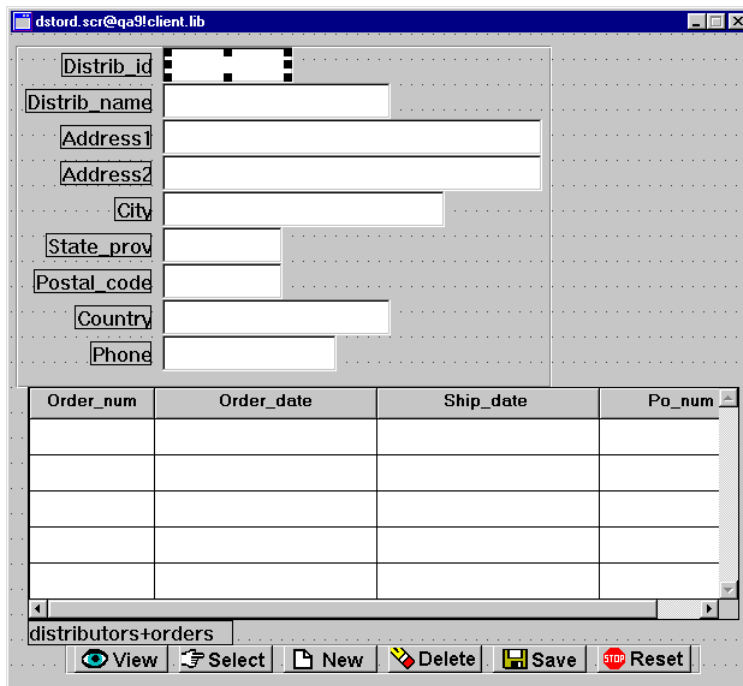 dstord.scr@qa9!client.lib
Distrib_id
Distrib_name
Address1
Address2
City
State_prov
Postal_code
Country
Phone
Order_num Order_date Ship_date Po_num
distributors+orders
View Select New Delete Save STOP Reset